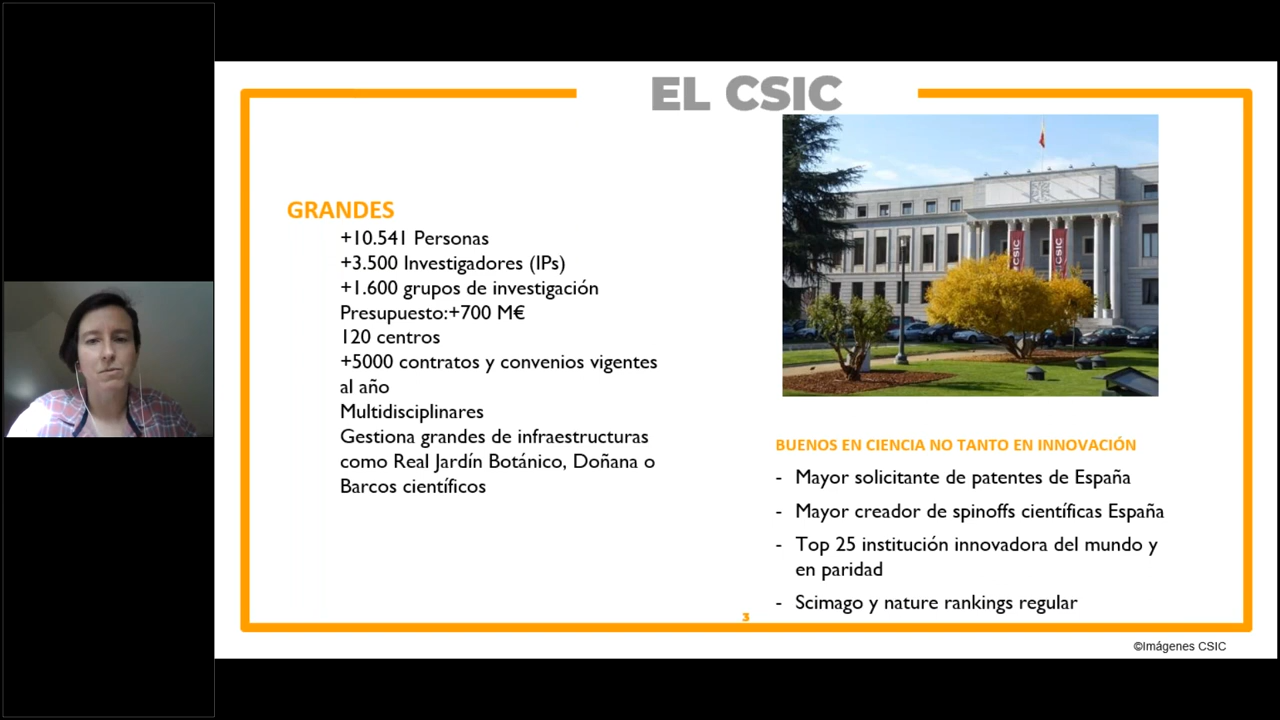 EL CSIC
GRANDES
+10.541 Personas
+3.500 Investigadores (IPs)
+1.600 grupos de investigación
Presupuesto:+700 M€
120 centros
+5000 contratos y convenios vigentes
al año
Multidisciplinares
Gestiona grandes de infraestructuras
como Real Jardín Botánico, Doñana o
Barcos científicos
CSIC
CSIC
BUENOS EN CIENCIA NO TANTO EN INNOVACIÓN
- Mayor solicitante de patentes de España
- Mayor creador de spinoffs científicas España
- Top 25 institución innovadora del mundo y
en paridad
- Scimago y nature rankings regular
3
©Imágenes CSIC